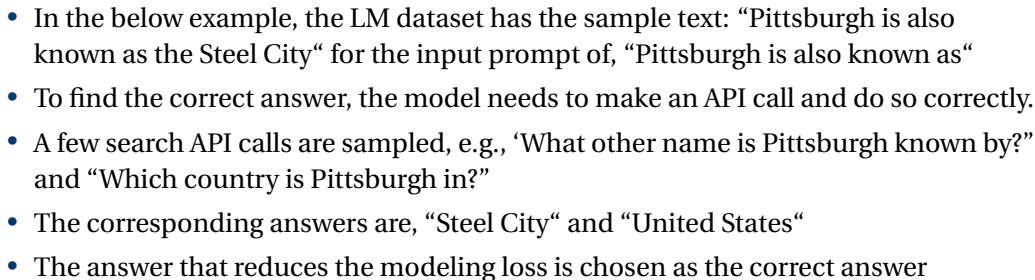 • In the below example, the LM dataset has the sample text: “Pittsburgh is also
known as the Steel City“ for the input prompt of, “Pittsburgh is also known as“
• To find the correct answer, the model needs to make an API call and do so correctly.
• A few search API calls are sampled, e.g., ‘What other name is Pittsburgh known by?”
and “Which country is Pittsburgh in?”
• The corresponding answers are, “Steel City“ and “United States“
• The answer that reduces the modeling loss is chosen as the correct answer